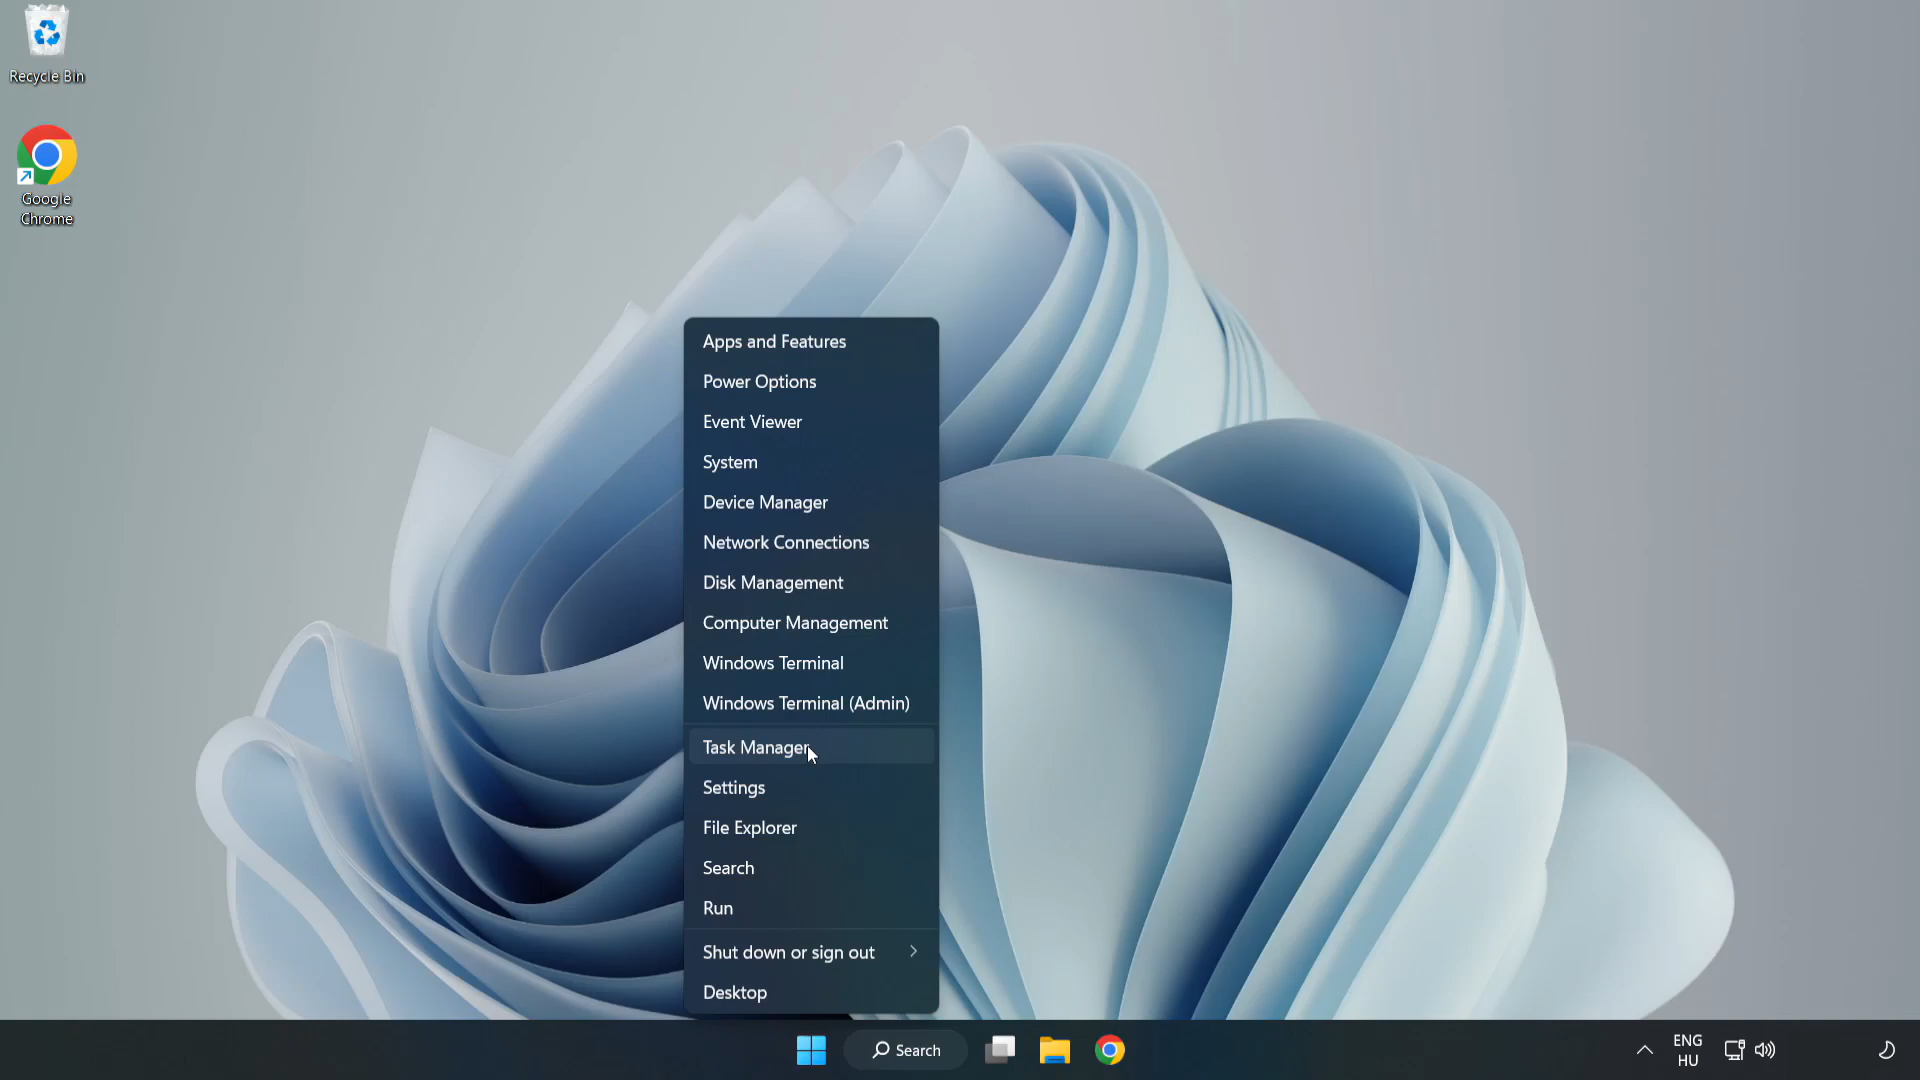 Recycle Bin
Google
Chrome
Apps and Features
Power Options
Event Viewer
System
Device Manager
Network Connections
Disk Management
Computer Management
Windows Terminal
Windows Terminal (Admin)
Task Manager
Settings
File Explorer
Search
Run
Shut down or sign out
Desktop
Search
ENG
HU